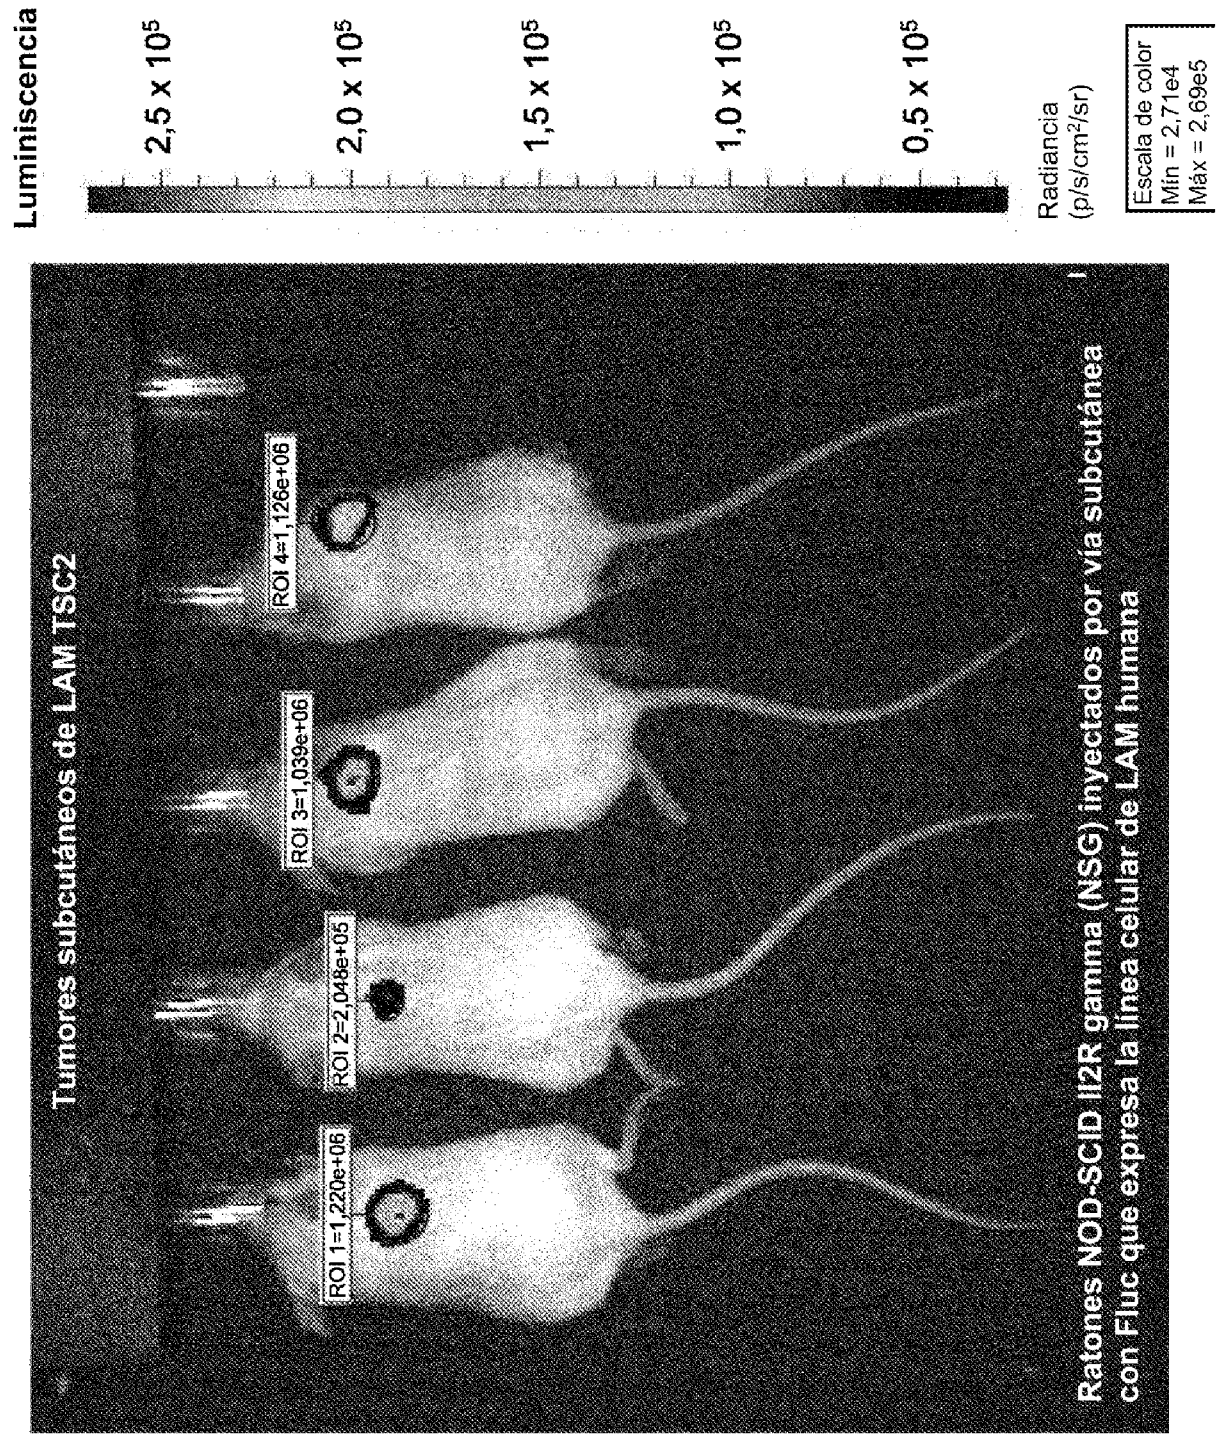 Tumores subcutáneos de LAM TSC2
ROI 1=1,220e+06
ROI 2=2,048e+05
ROI 3=1,039e+06
ROI 4=1,126e+06
Ratones NOD-SCID Il2R gamma (NSG) inyectados por vía subcutánea
con Fluc que expresa la línea celular de LAM humana
Luminiscencia
2,5 x 10⁵
2,0 x 10⁵
1,5 x 10⁵
1,0 x 10⁵
0,5 x 10⁵
Radiancia
(p/s/cm²/sr)
Escala de color
Mín = 2,71e4
Máx = 2,69e5